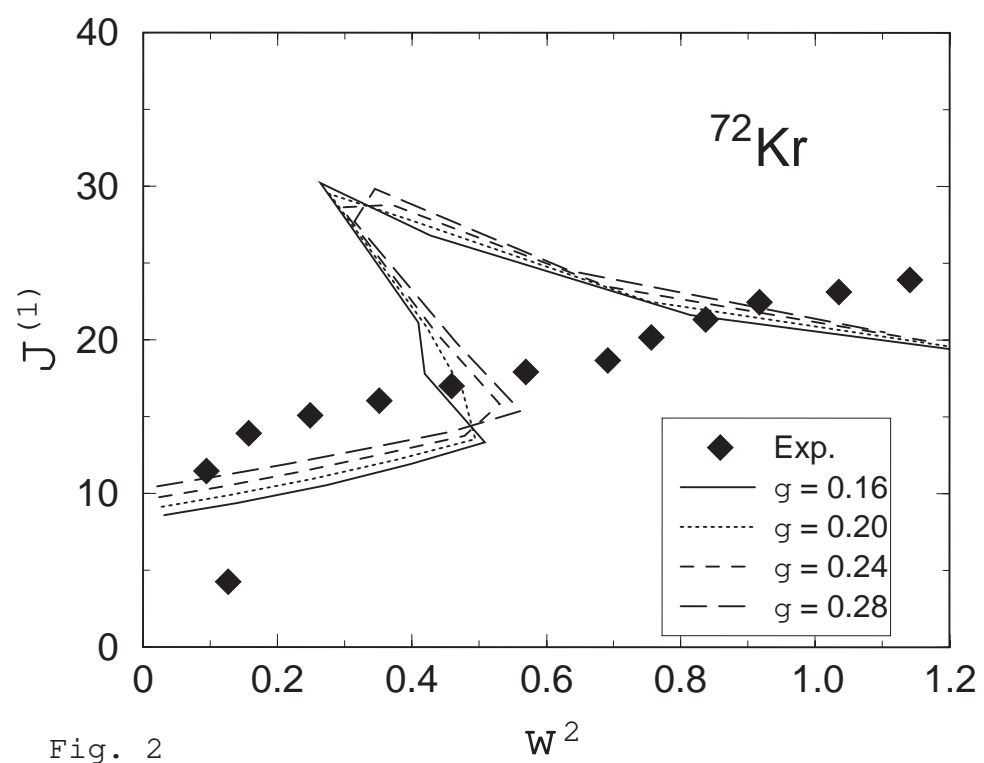 40
30
20
10
0
J(1)
72Kr
Exp.
g = 0.16
g = 0.20
g = 0.24
g = 0.28
0 0.2 0.4 0.6 0.8 1.0 1.2
w2
Fig. 2